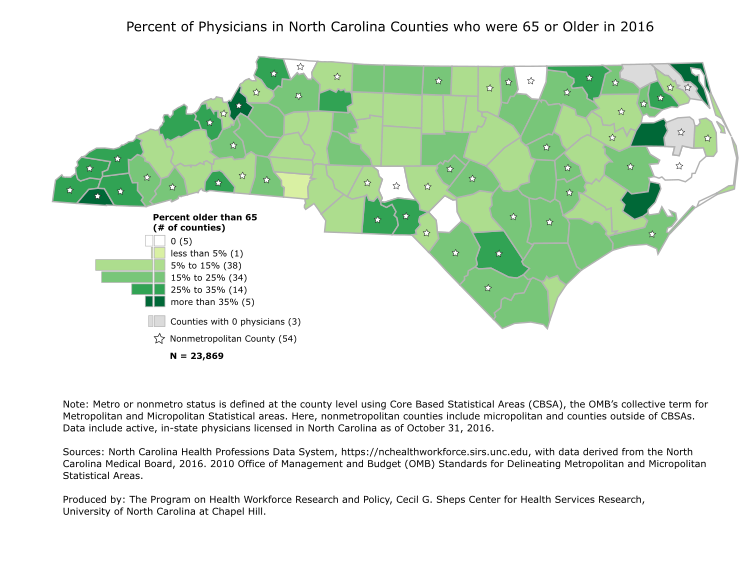 Percent of Physicians in North Carolina Counties who were 65 or Older in 2016
Percent older than 65
(# of counties)
0 (5)
less than 5% (1)
5% to 15% (38)
15% to 25% (34)
25% to 35% (14)
more than 35% (5)
Counties with 0 physicians (3)
Nonmetropolitan County (54)
N = 23,869
Note: Metro or nonmetro status is defined at the county level using Core Based Statistical Areas (CBSA), the OMB’s collective term for
Metropolitan and Micropolitan Statistical areas. Here, nonmetropolitan counties include micropolitan and counties outside of CBSAs.
Data include active, in-state physicians licensed in North Carolina as of October 31, 2016.
Sources: North Carolina Health Professions Data System, https://nchealthworkforce.sirs.unc.edu, with data derived from the North
Carolina Medical Board, 2016. 2010 Office of Management and Budget (OMB) Standards for Delineating Metropolitan and Micropolitan
Statistical Areas.
Produced by: The Program on Health Workforce Research and Policy, Cecil G. Sheps Center for Health Services Research,
University of North Carolina at Chapel Hill.